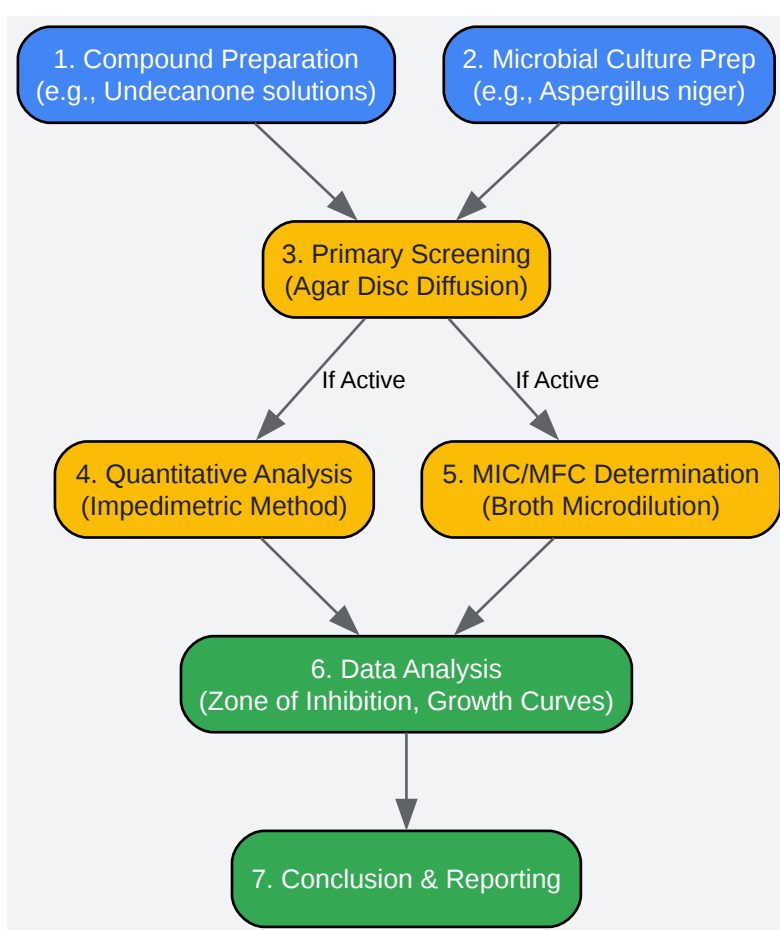 1. Compound Preparation
(e.g., Undecanone solutions)
2. Microbial Culture Prep
(e.g., Aspergillus niger)
3. Primary Screening
(Agar Disc Diffusion)
If Active
If Active
4. Quantitative Analysis
(Impedimetric Method)
5. MIC/MFC Determination
(Broth Microdilution)
6. Data Analysis
(Zone of Inhibition, Growth Curves)
7. Conclusion & Reporting